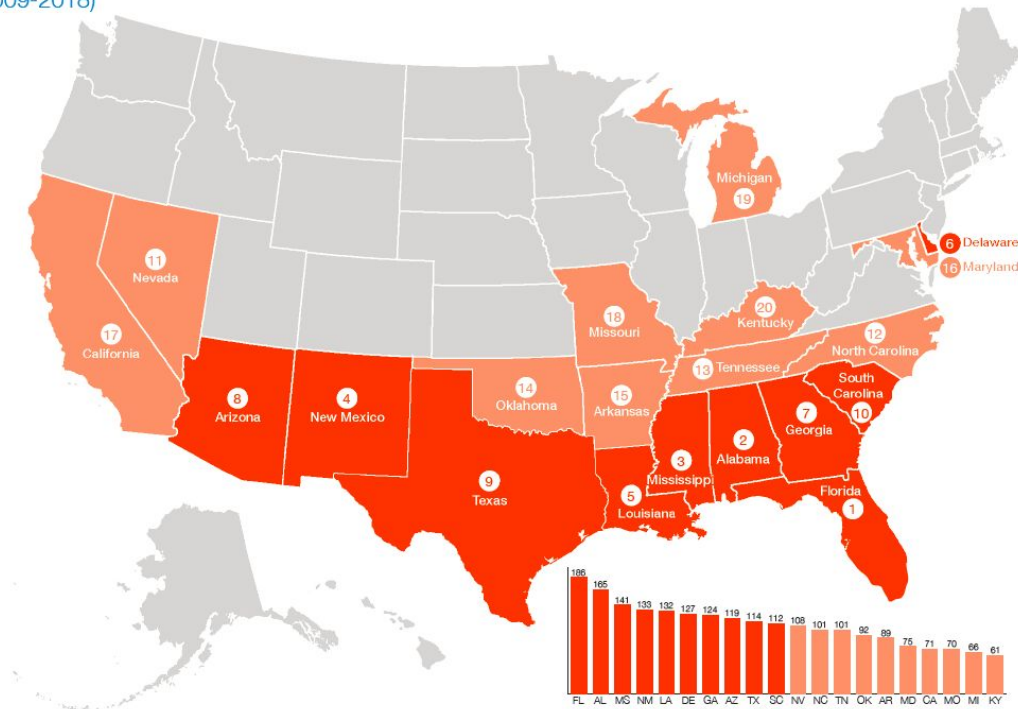 2009-2018)
Michigan
19
6 Delaware
16 Maryland
11
Nevada
18
Missouri
20
Kentucky
17
California
12
North Carolina
13 Tennessee
14
Oklahoma
15
Arkansas
South
Carolina
10
8
Arizona
4
New Mexico
7
Georgia
2
Alabama
3
Mississipp
9
Texas
5
Louisiana
Florida
1
186 165 141 133 132 127 124 119 114 112 108 101 101 92 89 75 71 70 66 61
FL AL MS NM LA DE GA AZ TX SC NV NC TN OK AR MD CA MO MI KY